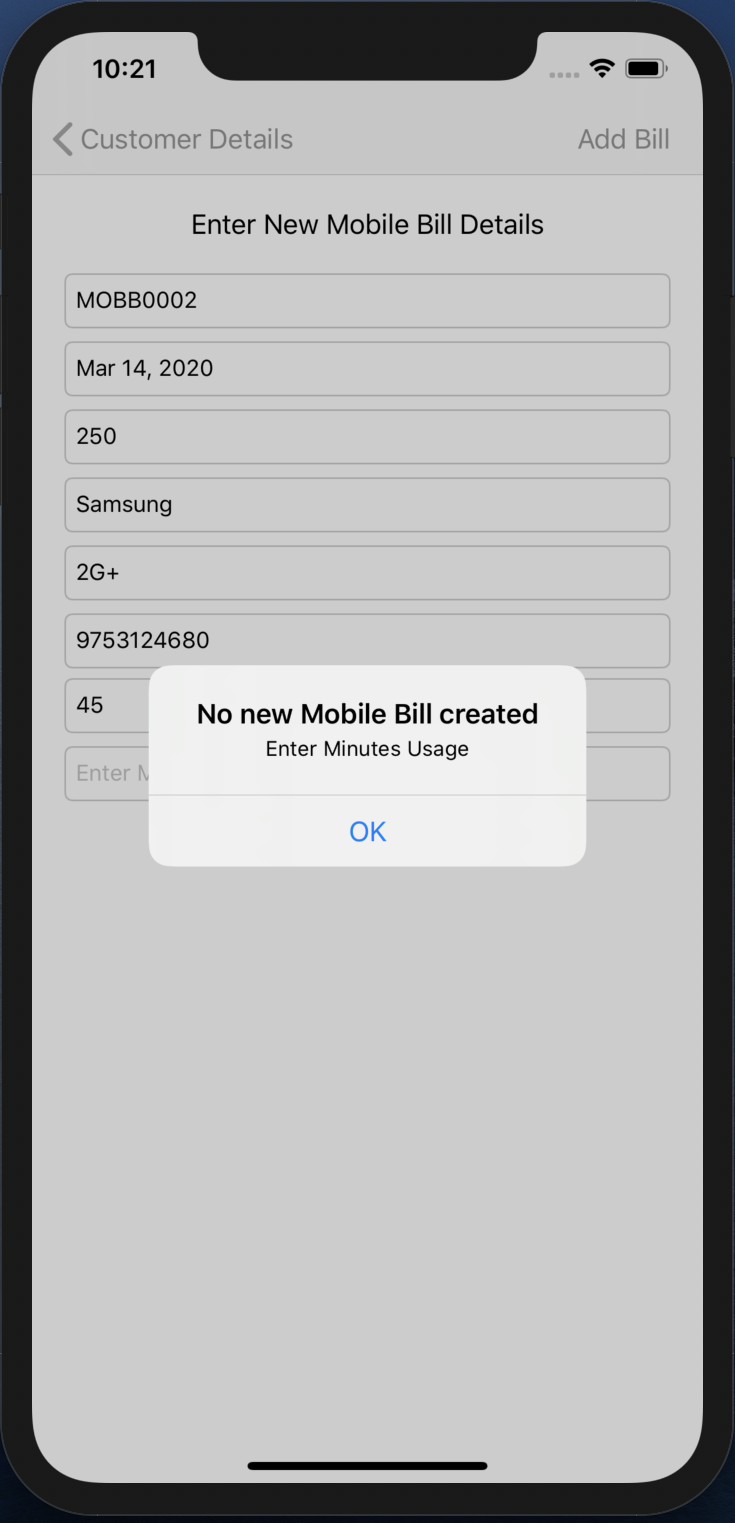 10:21
Customer Details
Add Bill
Enter New Mobile Bill Details
MOBB0002
Mar 14, 2020
250
Samsung
2G+
9753124680
45
Enter
No new Mobile Bill created
Enter Minutes Usage
OK